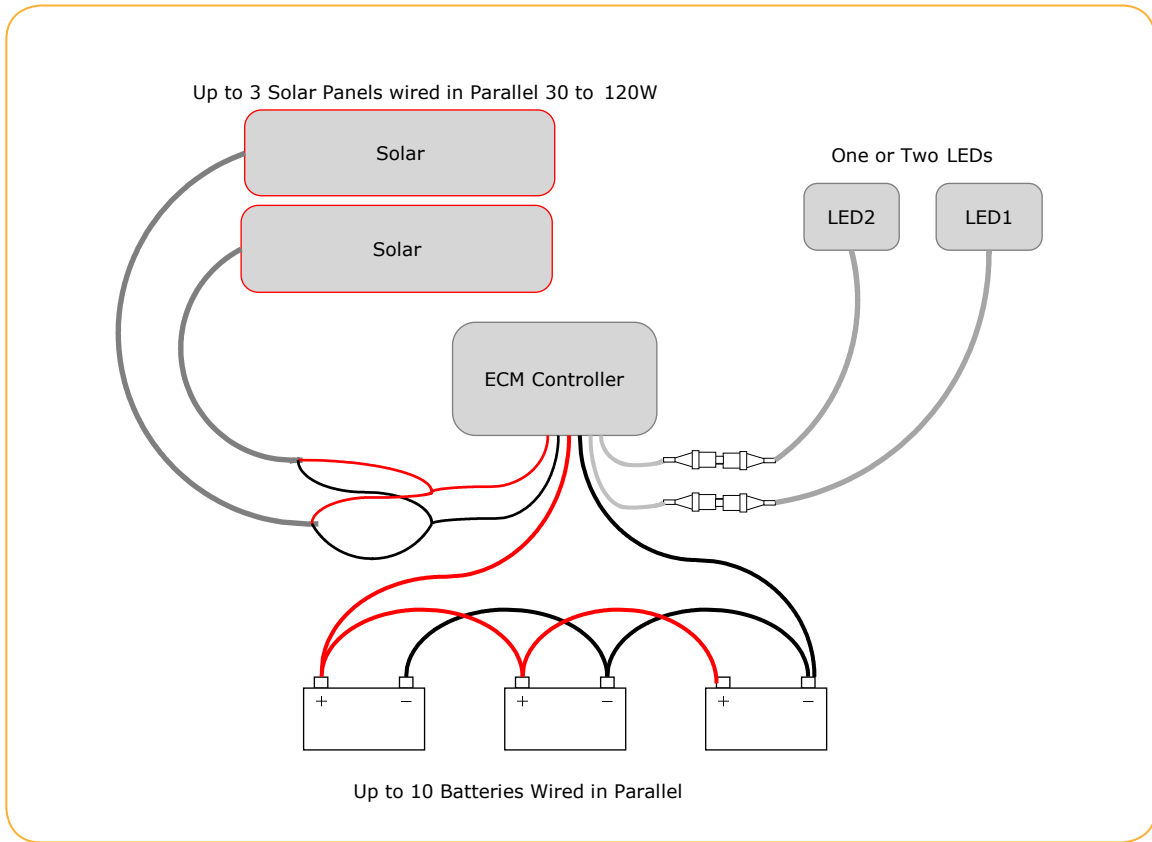 Up to 3 Solar Panels wired in Parallel 30 to 120W
Solar
Solar
One or Two LEDs
LED2
LED1
ECM Controller
+ − + − + −
Up to 10 Batteries Wired in Parallel